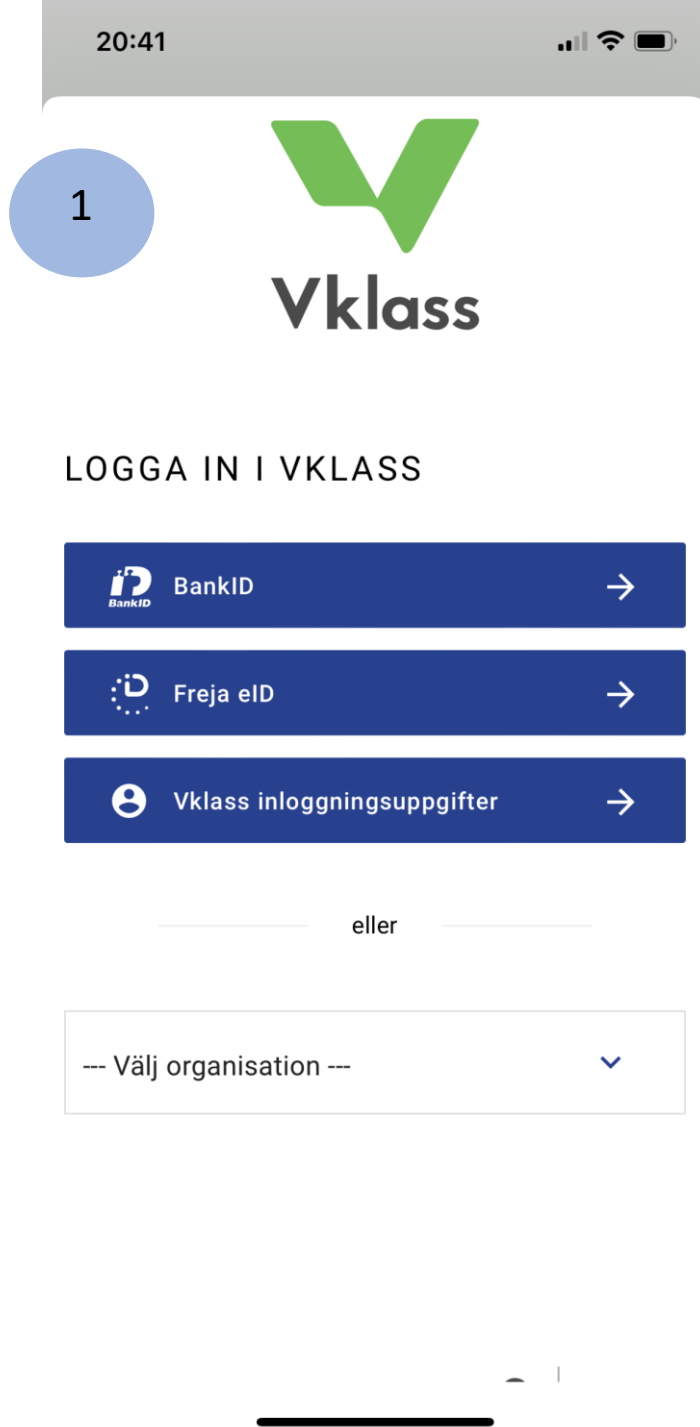 20:41
1
Vklass
LOGGA IN I VKLASS
BankID BankID
Freja eID
Vklass inloggningsuppgifter
eller
--- Välj organisation ---